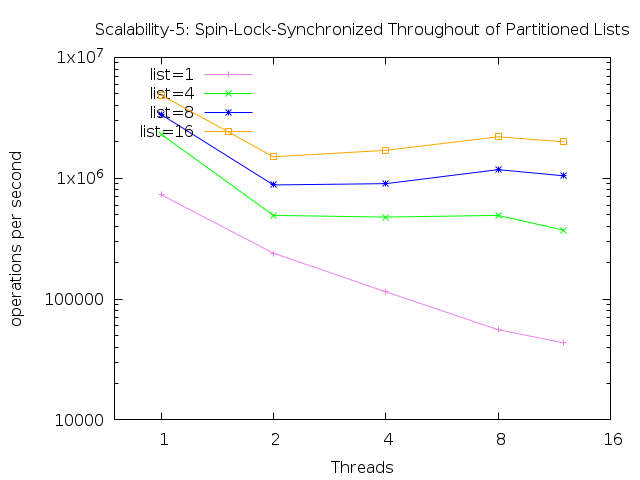 Scalability-5: Spin-Lock-Synchronized Throughout of Partitioned Lists
1x10^7
list=1
list=4
list=8
list=16
1x10^6
100000
10000
operations per second
1 2 4 8 16
Threads